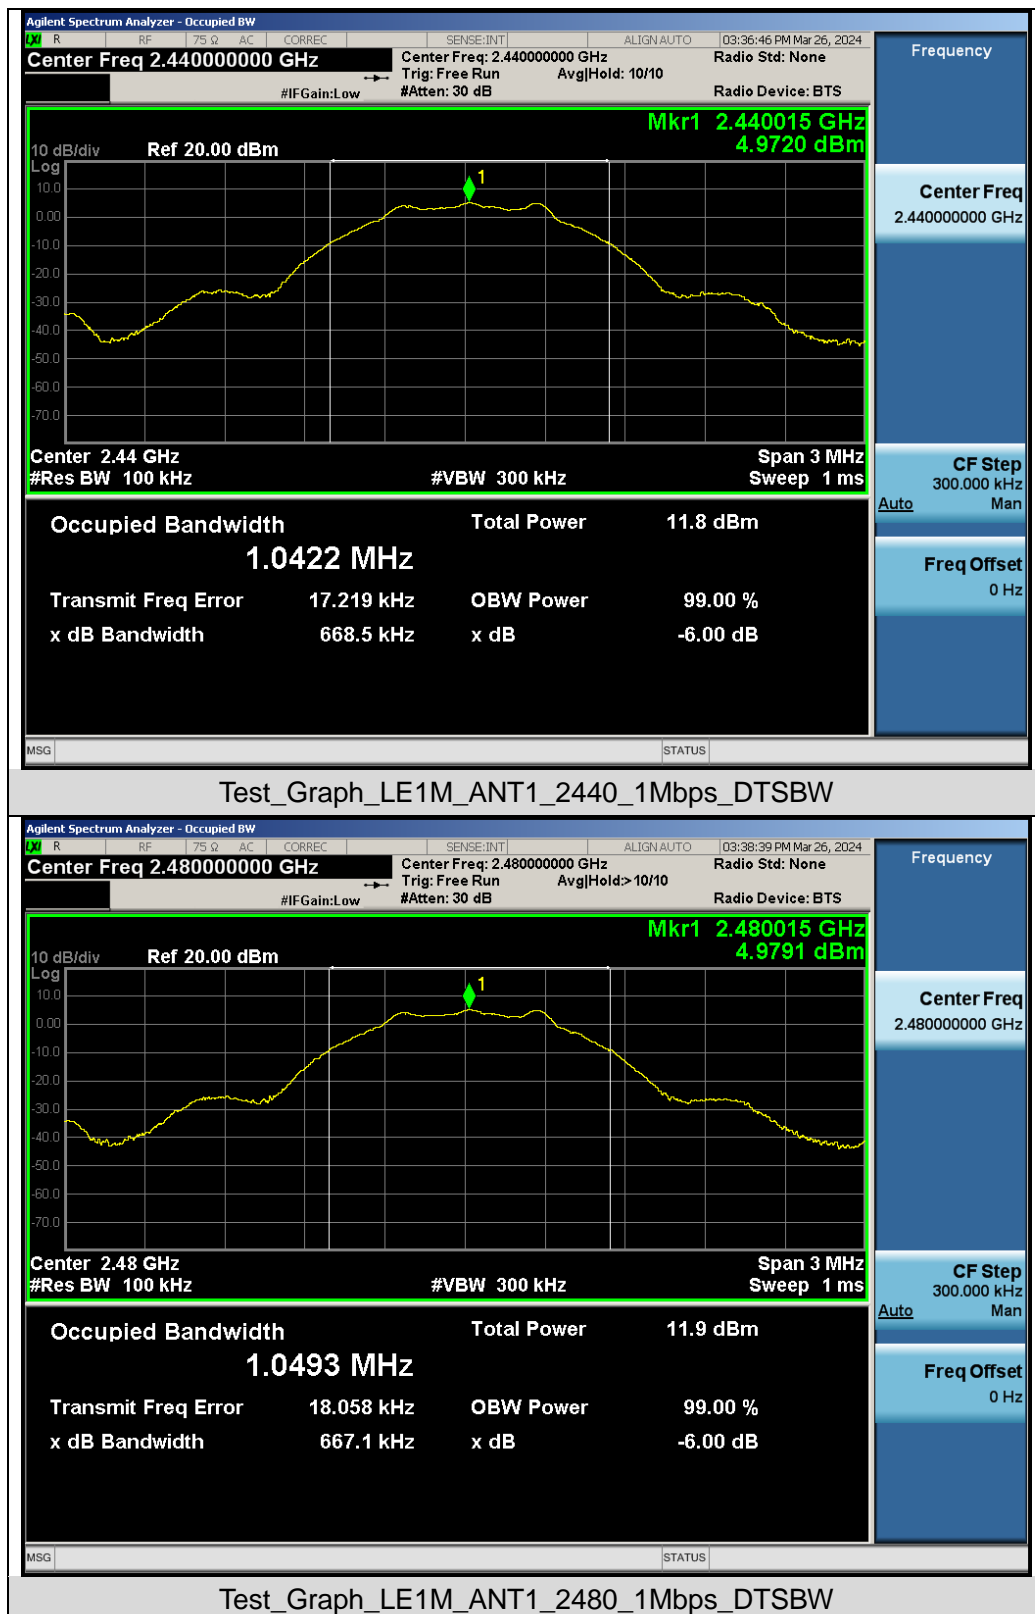 Agilent Spectrum Analyzer - Occupied BW
LXI R RF 75 Ω AC CORREC SENSE:INT ALIGN AUTO 03:36:46 PM Mar 26, 2024
Center Freq 2.440000000 GHz Center Freq: 2.440000000 GHz Radio Std: None
Trig: Free Run Avg|Hold: 10/10
#IFGain:Low #Atten: 30 dB Radio Device: BTS
Frequency
Mkr1 2.440015 GHz
4.9720 dBm
10 dB/div Ref 20.00 dBm
Log
1
10.0
0.00
-10.0
-20.0
-30.0
-40.0
-50.0
-60.0
-70.0
Center 2.44 GHz Span 3 MHz
#Res BW 100 kHz #VBW 300 kHz Sweep 1 ms
Center Freq
2.440000000 GHz
CF Step
300.000 kHz
Auto Man
Freq Offset
0 Hz
Occupied Bandwidth Total Power 11.8 dBm
1.0422 MHz
Transmit Freq Error 17.219 kHz OBW Power 99.00 %
x dB Bandwidth 668.5 kHz x dB -6.00 dB
MSG STATUS
Test_Graph_LE1M_ANT1_2440_1Mbps_DTSBW
Agilent Spectrum Analyzer - Occupied BW
LXI R RF 75 Ω AC CORREC SENSE:INT ALIGN AUTO 03:38:39 PM Mar 26, 2024
Center Freq 2.480000000 GHz Center Freq: 2.480000000 GHz Radio Std: None
Trig: Free Run Avg|Hold:> 10/10
#IFGain:Low #Atten: 30 dB Radio Device: BTS
Frequency
Mkr1 2.480015 GHz
4.9791 dBm
10 dB/div Ref 20.00 dBm
Log
1
10.0
0.00
-10.0
-20.0
-30.0
-40.0
-50.0
-60.0
-70.0
Center 2.48 GHz Span 3 MHz
#Res BW 100 kHz #VBW 300 kHz Sweep 1 ms
Center Freq
2.480000000 GHz
CF Step
300.000 kHz
Auto Man
Freq Offset
0 Hz
Occupied Bandwidth Total Power 11.9 dBm
1.0493 MHz
Transmit Freq Error 18.058 kHz OBW Power 99.00 %
x dB Bandwidth 667.1 kHz x dB -6.00 dB
MSG STATUS
Test_Graph_LE1M_ANT1_2480_1Mbps_DTSBW